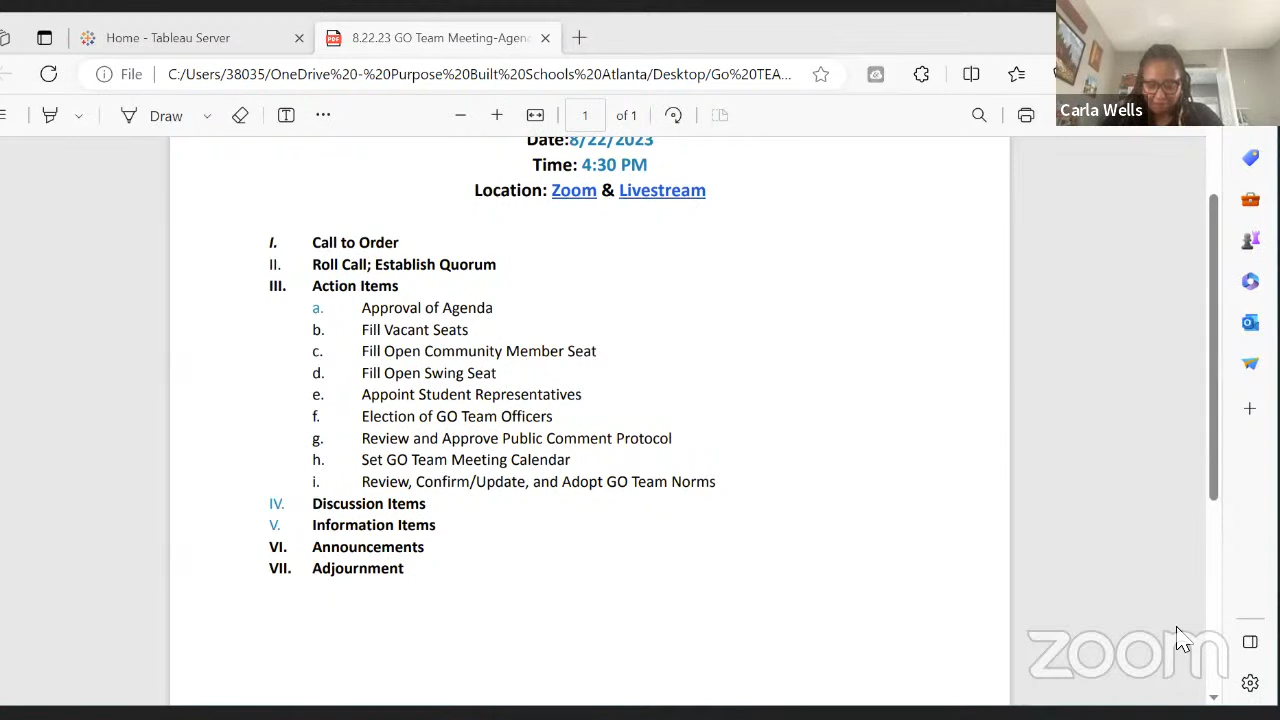 Home - Tableau Server
8.22.23 GO Team Meeting-Agen
File
C:/Users/38035/OneDrive%20-%20Purpose%20Built%20Schools%20Atlanta/Desktop/Go%20TEA...
Carla Wells
Draw
1 of 1
Date:8/22/2023
Time: 4:30 PM
Location: Zoom & Livestream
I. Call to Order
II. Roll Call; Establish Quorum
III. Action Items
a. Approval of Agenda
b. Fill Vacant Seats
c. Fill Open Community Member Seat
d. Fill Open Swing Seat
e. Appoint Student Representatives
f. Election of GO Team Officers
g. Review and Approve Public Comment Protocol
h. Set GO Team Meeting Calendar
i. Review, Confirm/Update, and Adopt GO Team Norms
IV. Discussion Items
V. Information Items
VI. Announcements
VII. Adjournment
zoom